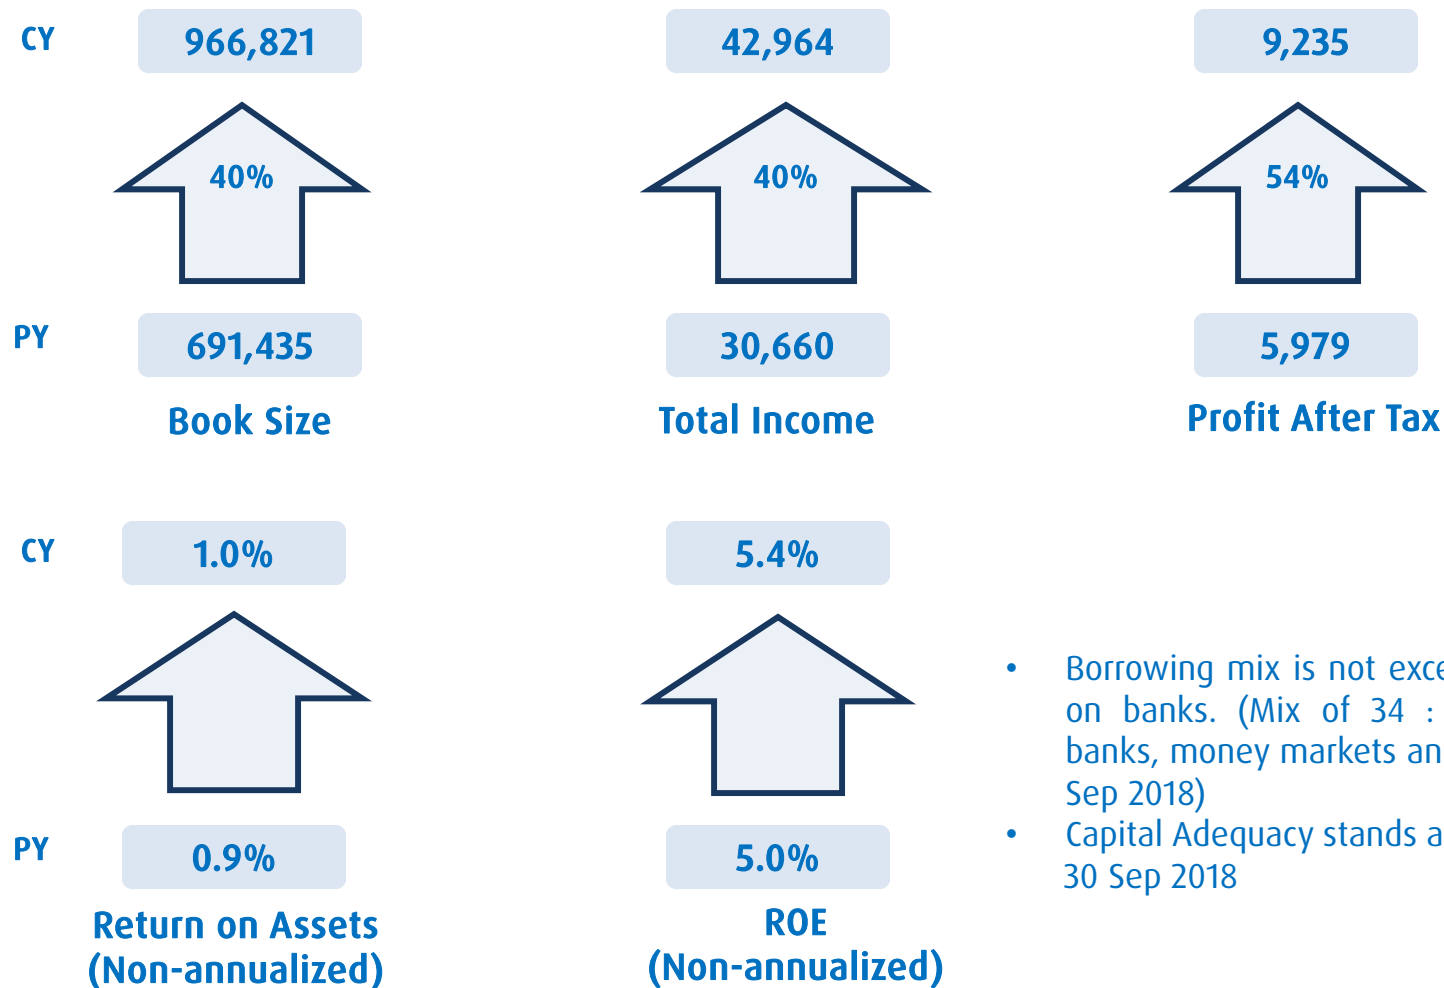 CY 966,821 42,964 9,235
40% 40% 54%
PY 691,435 30,660 5,979
Book Size Total Income Profit After Tax
CY 1.0% 5.4%
• Borrowing mix is not
on banks. (Mix of 34 :
banks, money markets
Sep 2018)
• Capital Adequacy stands
30 Sep 2018
PY 0.9% 5.0%
Return on Assets
(Non-annualized)
ROE
(Non-annualized)